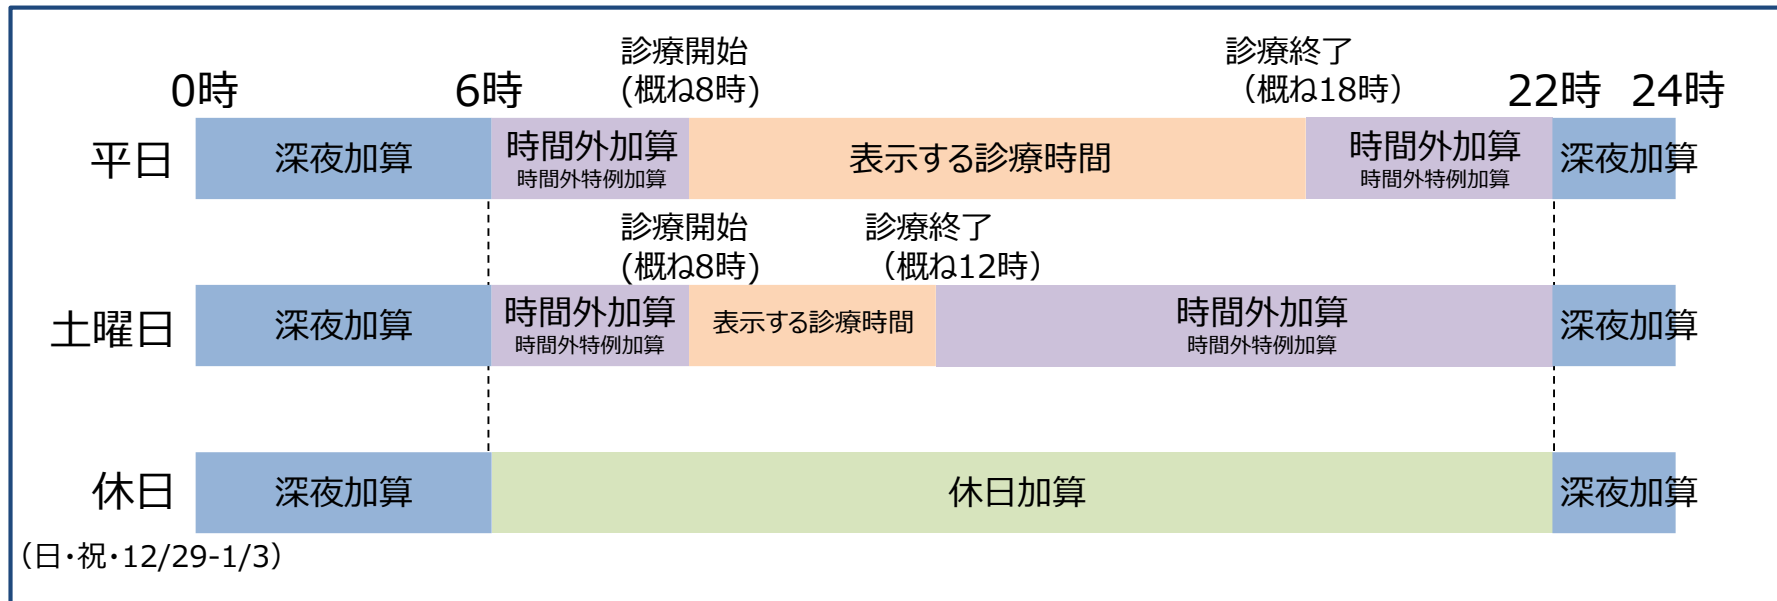 診療開始
(概ね8時)
診療終了
（概ね18時）
0時
6時
22時
24時
平日
深夜加算
時間外加算
時間外特例加算
表示する診療時間
時間外加算
時間外特例加算
深夜加算
診療開始
(概ね8時)
診療終了
（概ね12時）
土曜日
深夜加算
時間外加算
時間外特例加算
表示する診療時間
時間外加算
時間外特例加算
深夜加算
休日
深夜加算
休日加算
深夜加算
（日・祝・12/29-1/3）